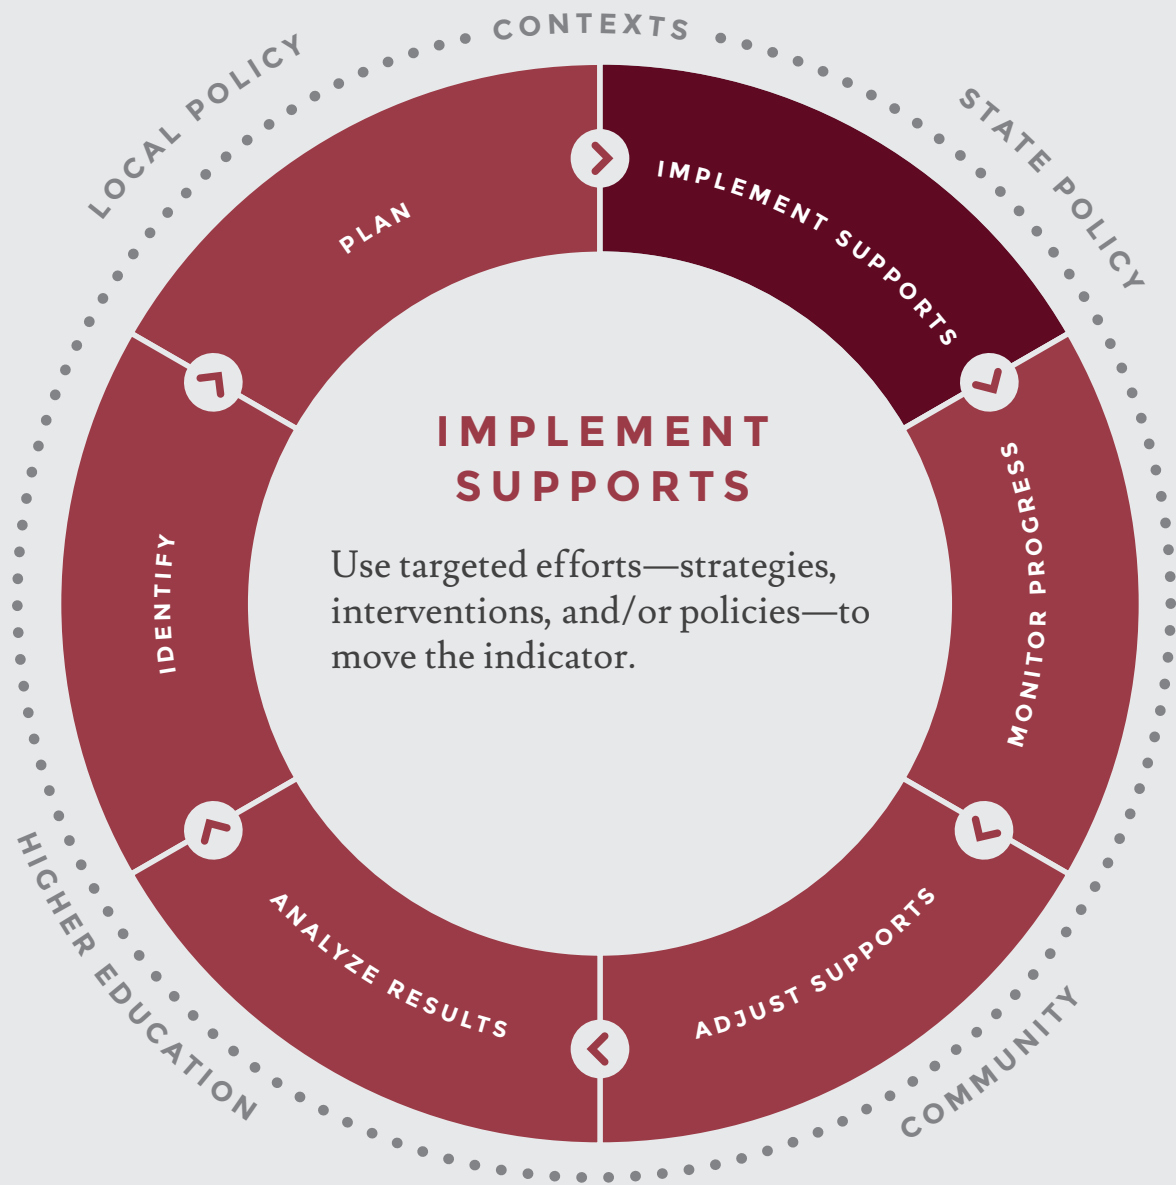 CONTEXTS
LOCAL POLICY
STATE POLICY
PLAN
IMPLEMENT SUPPORTS
IMPLEMENT
SUPPORTS
Use targeted efforts—strategies,
interventions, and/or policies—to
move the indicator.
MONITOR PROGRESS
IDENTIFY
ADJUST SUPPORTS
ANALYZE RESULTS
HIGHER EDUCATION
COMMUNITY